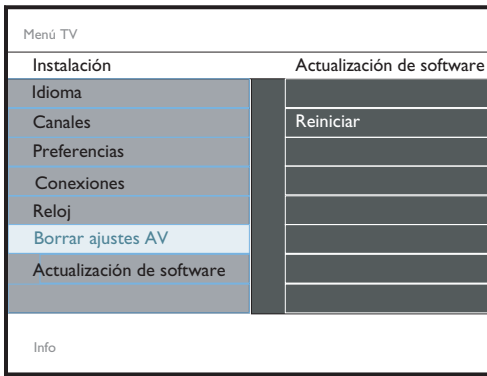 Menú TV
Instalación
Actualización de software
Idioma
Canales
Reiniciar
Preferencias
Conexiones
Reloj
Borrar ajustes AV
Actualización de software
Info